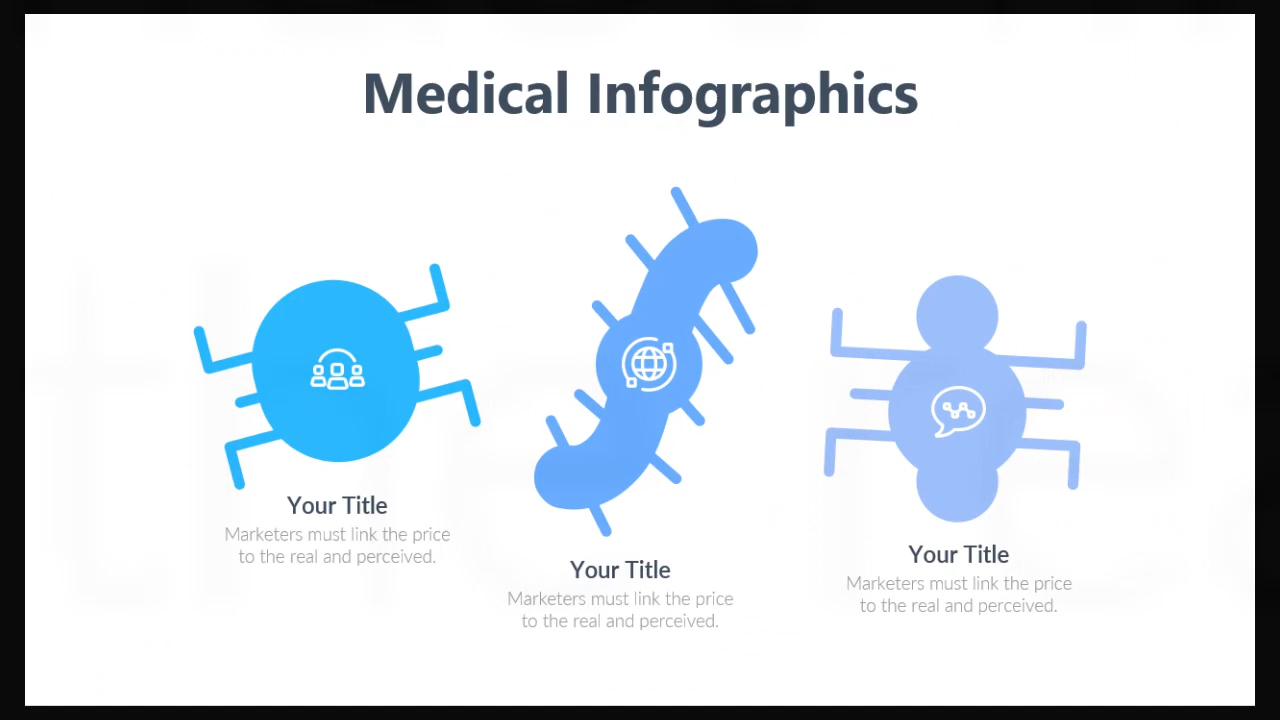 Medical Infographics
Your Title
Marketers must link the price
to the real and perceived.
Your Title
Marketers must link the price
to the real and perceived.
Your Title
Marketers must link the price
to the real and perceived.